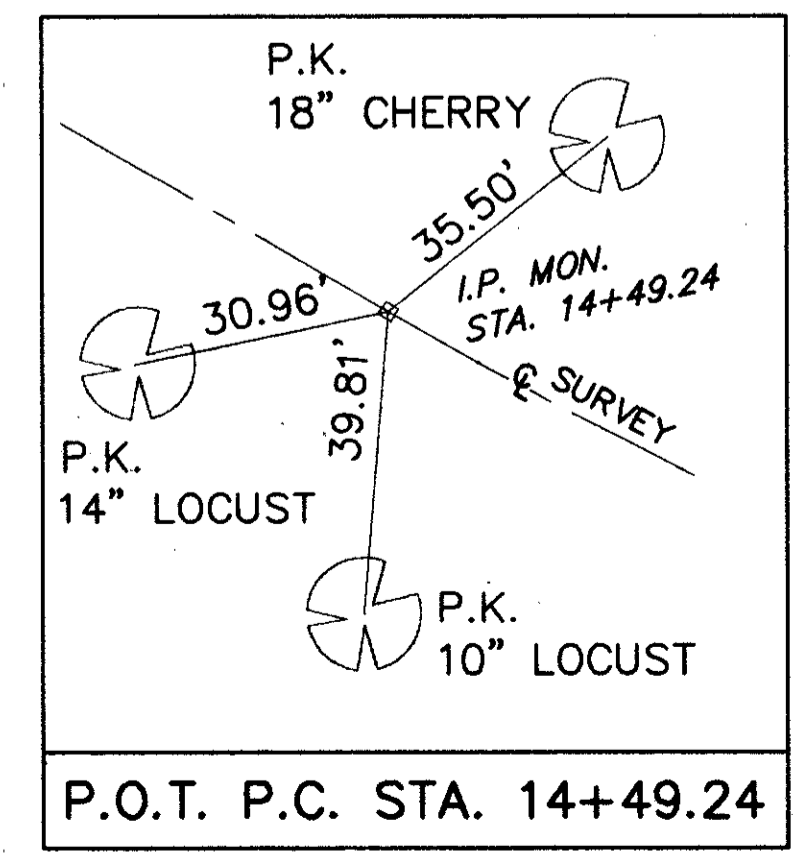 P.K.
18" CHERRY
35.50'
I.P. MON.
STA. 14+49.24
30.96'
39.81'
℄ SURVEY
P.K.
14" LOCUST
P.K.
10" LOCUST
P.O.T. P.C. STA. 14+49.24